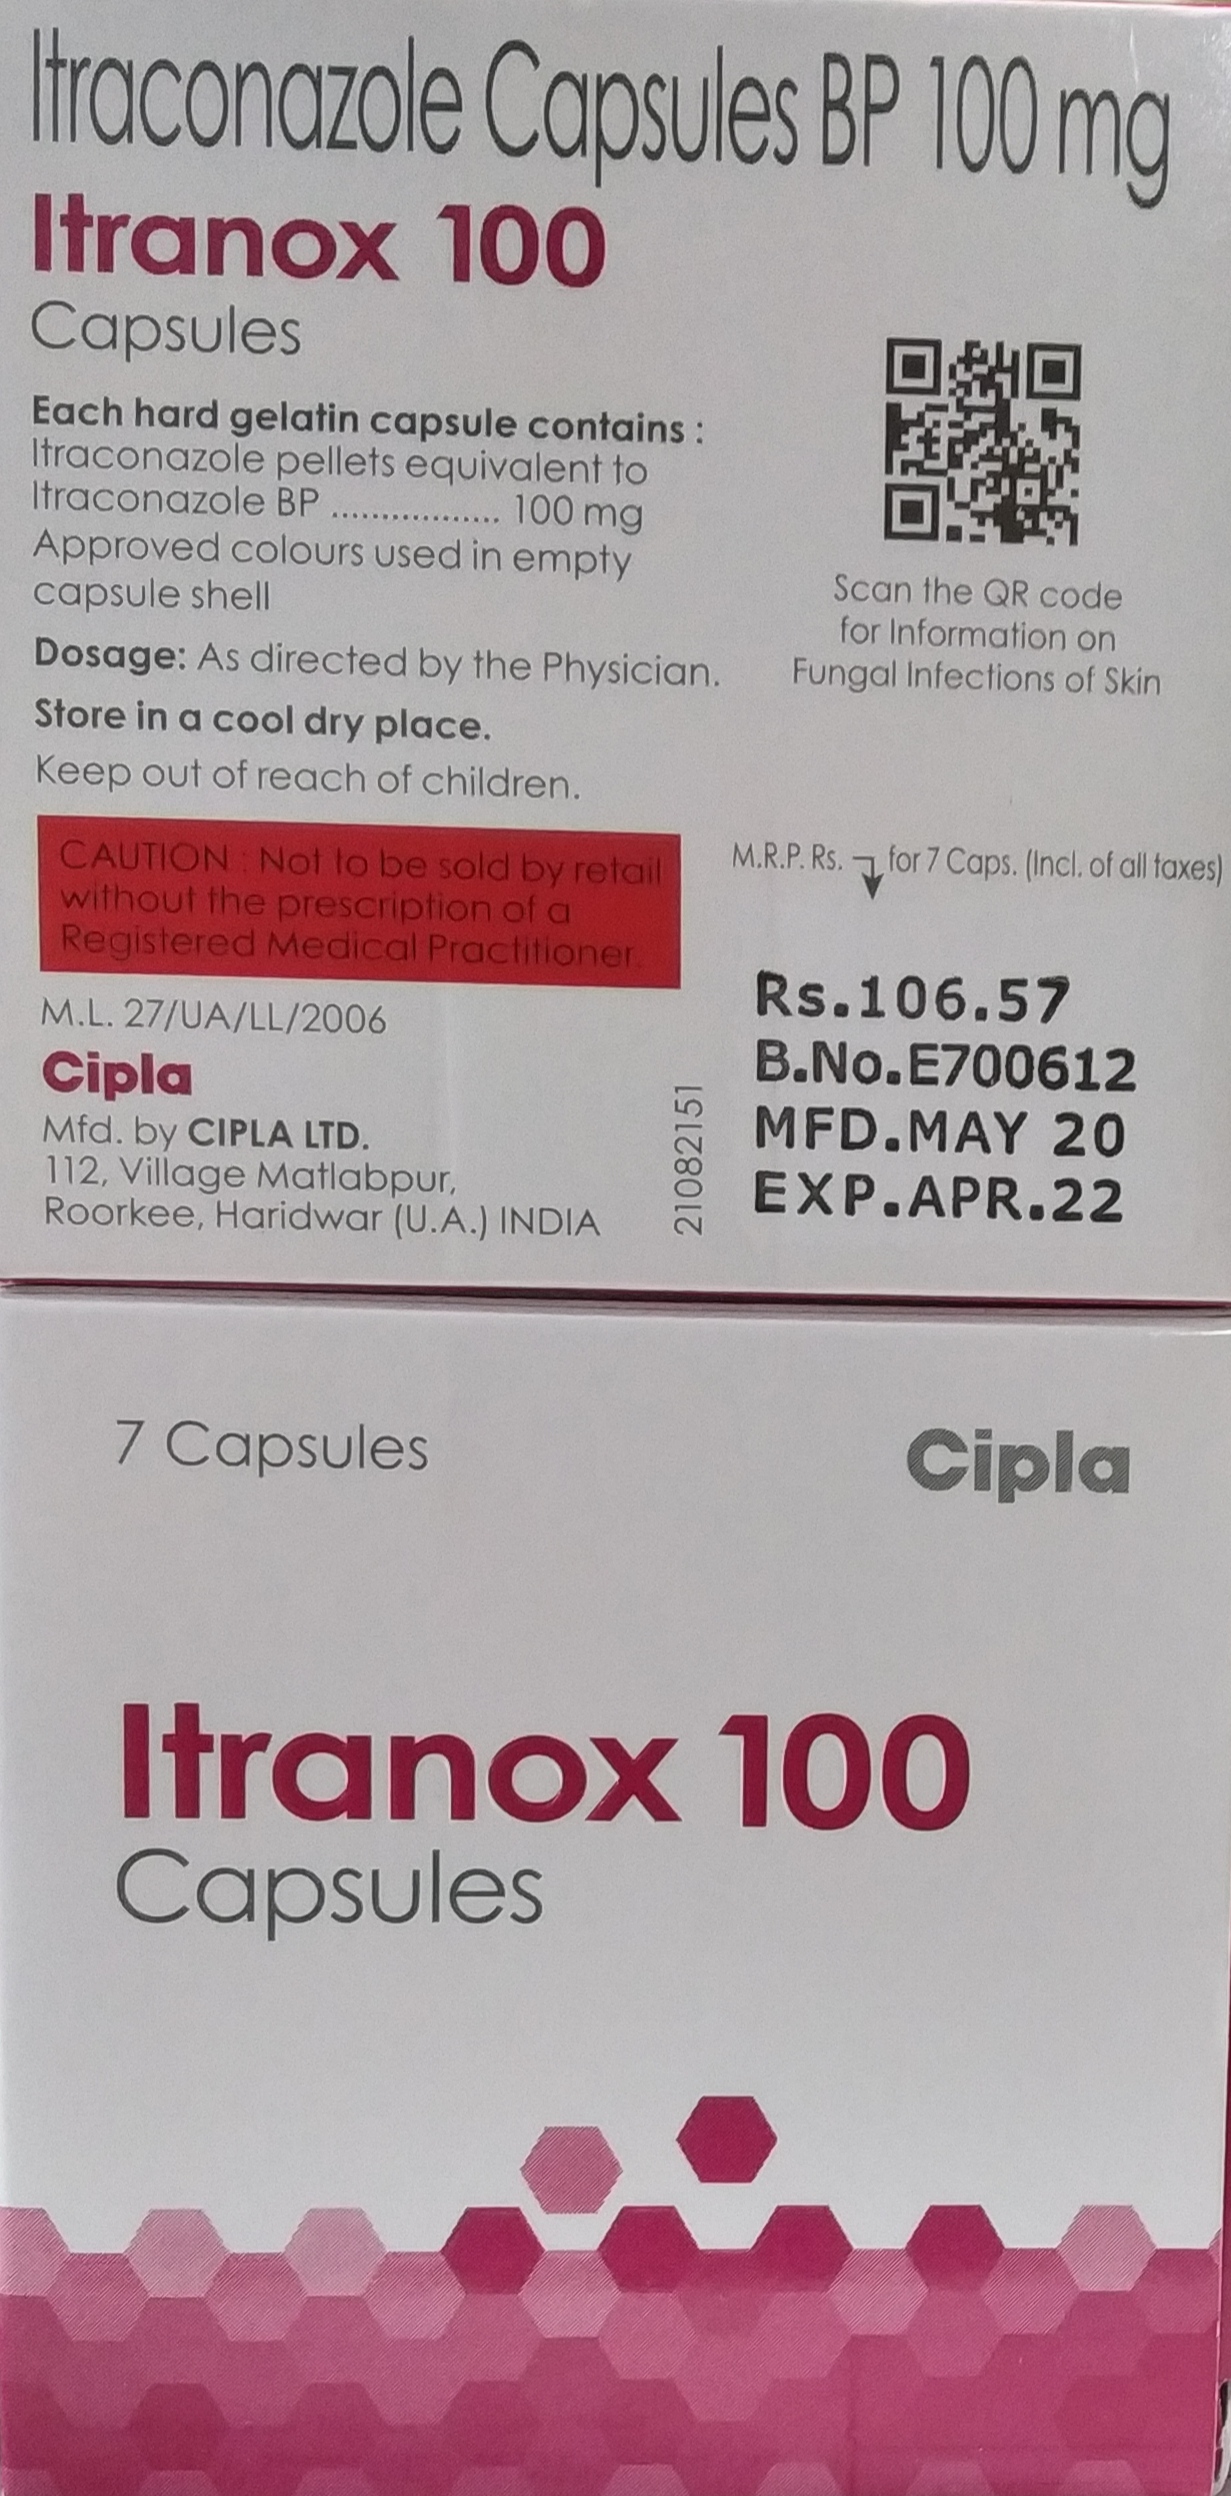 Itraconazole Capsules BP 100 mg
Itranox 100
Capsules
Each hard gelatin capsule contains :
Itraconazole pellets equivalent to
Itraconazole BP ................. 100 mg
Approved colours used in empty
capsule shell
Dosage: As directed by the Physician.
Store in a cool dry place.
Keep out of reach of children.
CAUTION : Not to be sold by retail
without the prescription of a
Registered Medical Practitioner.
M.L. 27/UA/LL/2006
Cipla
Mfd. by CIPLA LTD.
112, Village Matlabpur,
Roorkee, Haridwar (U.A.) INDIA
21082151
Scan the QR code
for Information on
Fungal Infections of Skin
M.R.P. Rs. for 7 Caps. (Incl. of all taxes)
Rs.106.57
B.No.E700612
MFD.MAY 20
EXP.APR.22
7 Capsules
Cipla
Itranox 100
Capsules